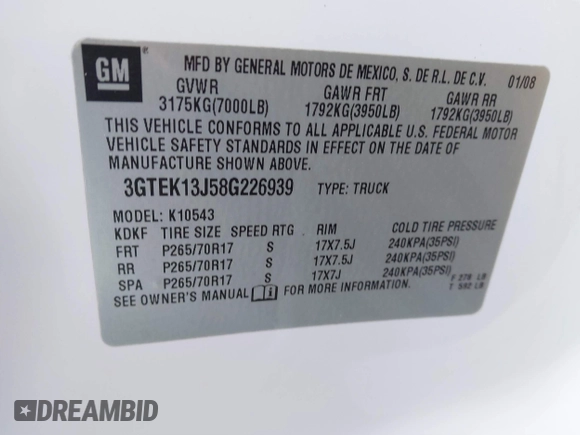 GM
MFD BY GENERAL MOTORS DE MEXICO, S. DE R.L. DE C.V. 01/08
GVWR GAWR FRT GAWR RR
3175KG(7000LB) 1792KG(3950LB) 1792KG(3950LB)
THIS VEHICLE CONFORMS TO ALL APPLICABLE U.S. FEDERAL MOTOR
VEHICLE SAFETY STANDARDS IN EFFECT ON THE DATE OF
MANUFACTURE SHOWN ABOVE.
3GTEK13J58G226939 TYPE: TRUCK
MODEL: K10543
KDKF TIRE SIZE SPEED RTG RIM COLD TIRE PRESSURE
FRT P265/70R17 S 17X7.5J 240KPA(35PSI)
RR P265/70R17 S 17X7.5J 240KPA(35PSI)
SPA P265/70R17 S 17X7J 240KPA(35PSI)
SEE OWNER'S MANUAL i FOR MORE INFORMATION.
F 278 LB
T 592 LB
DREAMBID